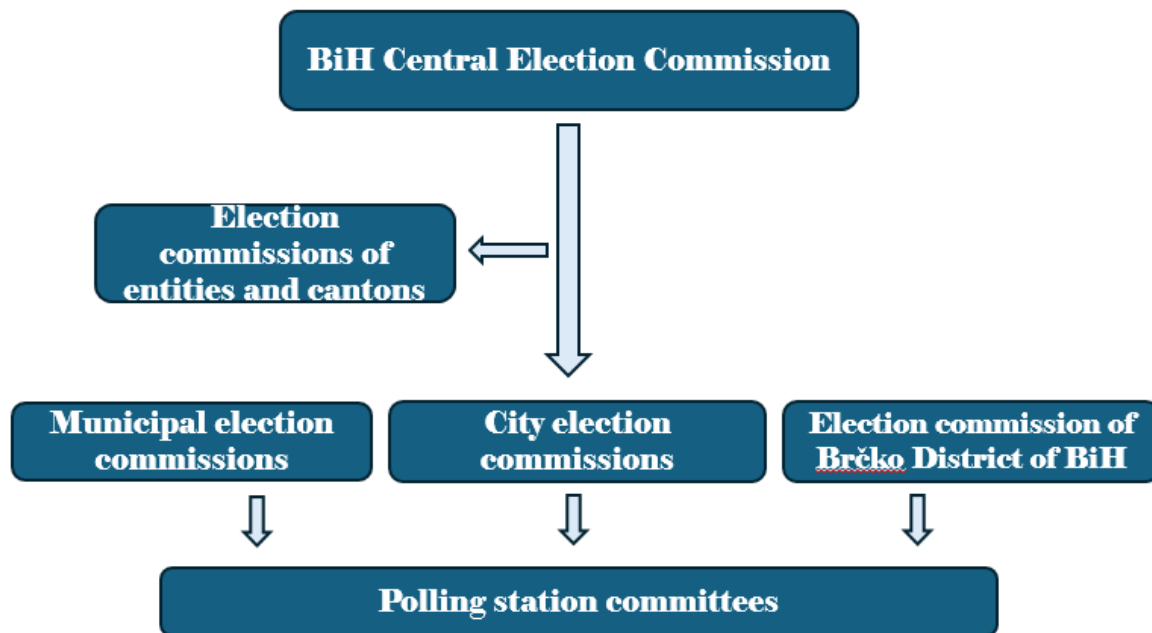 BiH Central Election Commission
Election
commissions of
entities and cantons
Municipal election
commissions
City election
commissions
Election commission of
Brčko District of BiH
Polling station committees